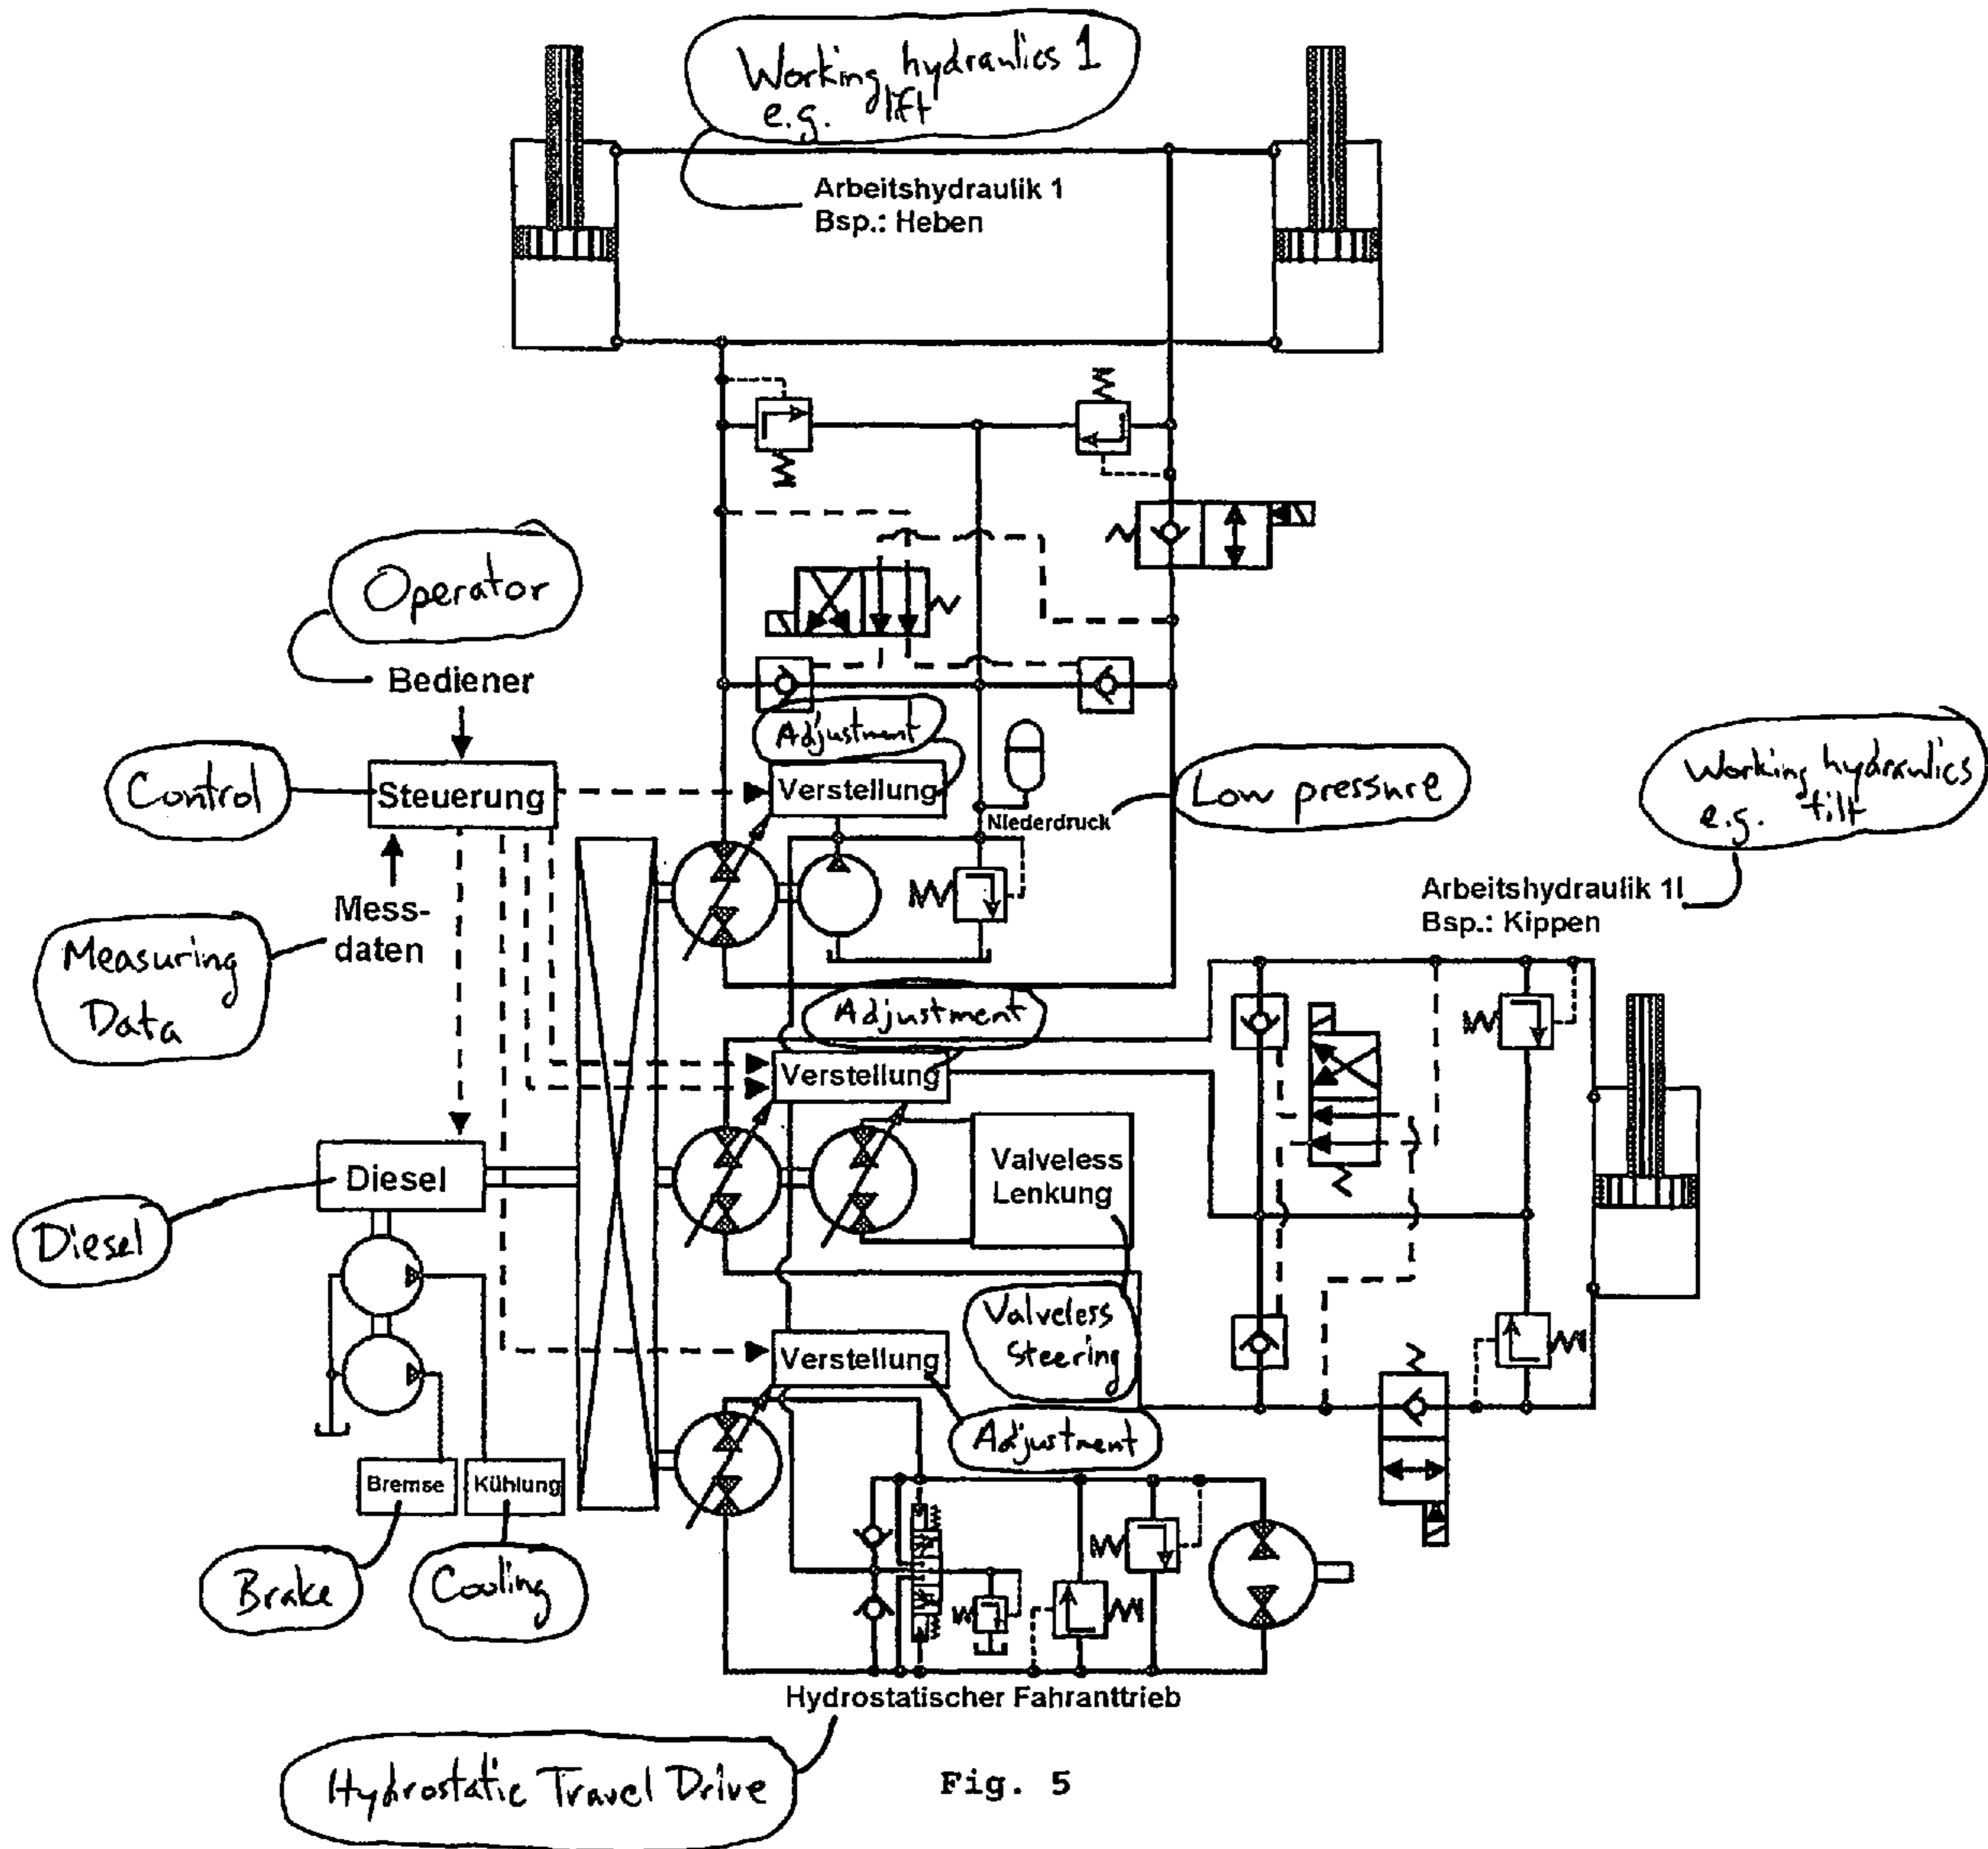 Working hydraulics 1
e.g. lift
Arbeitshydraulik 1
Bsp.: Heben
Operator
Bediener
Adjustment
Control
Steuerung
Verstellung
Low pressure
Niederdruck
Working hydraulics
e.g. tilt
Arbeitshydraulik 1I
Bsp.: Kippen
Measuring
Data
Mess-
daten
Adjustment
Verstellung
Diesel
Diesel
Valveless
Lenkung
Valveless
steering
Verstellung
Adjustment
Bremse
Kühlung
Brake
Cooling
Hydrostatischer Fahranttrieb
Hydrostatic Travel Drive
Fig. 5